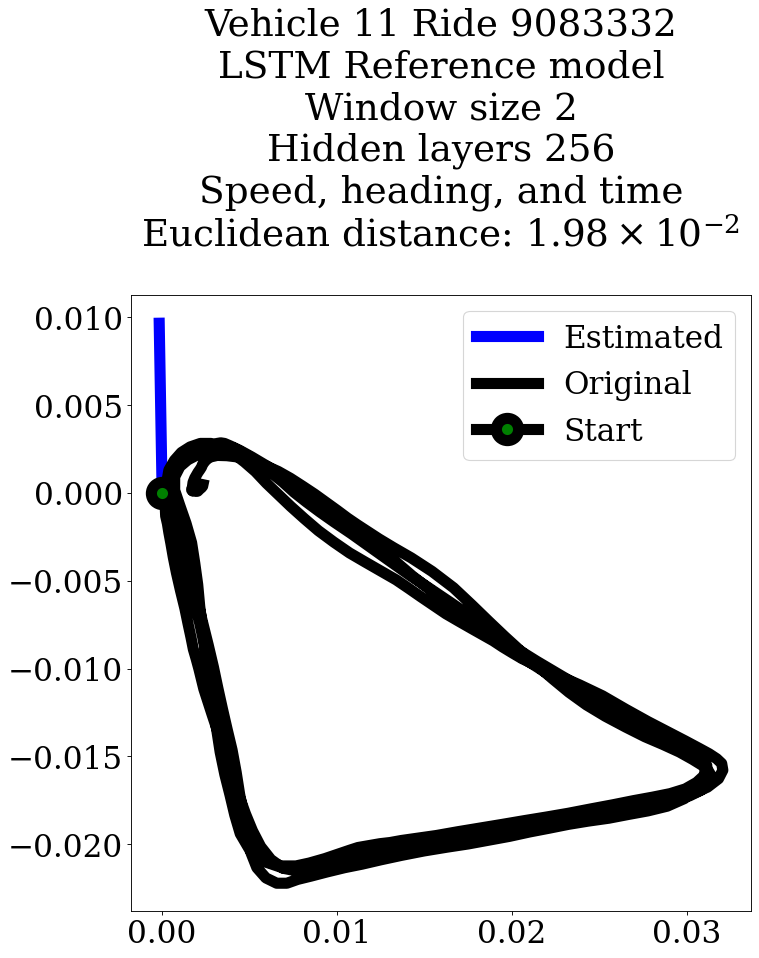 Vehicle 11 Ride 9083332
LSTM Reference model
Window size 2
Hidden layers 256
Speed, heading, and time
Euclidean distance: 1.98 × 10⁻²
Estimated
Original
Start
0.010
0.005
0.000
−0.005
−0.010
−0.015
−0.020
0.00 0.01 0.02 0.03